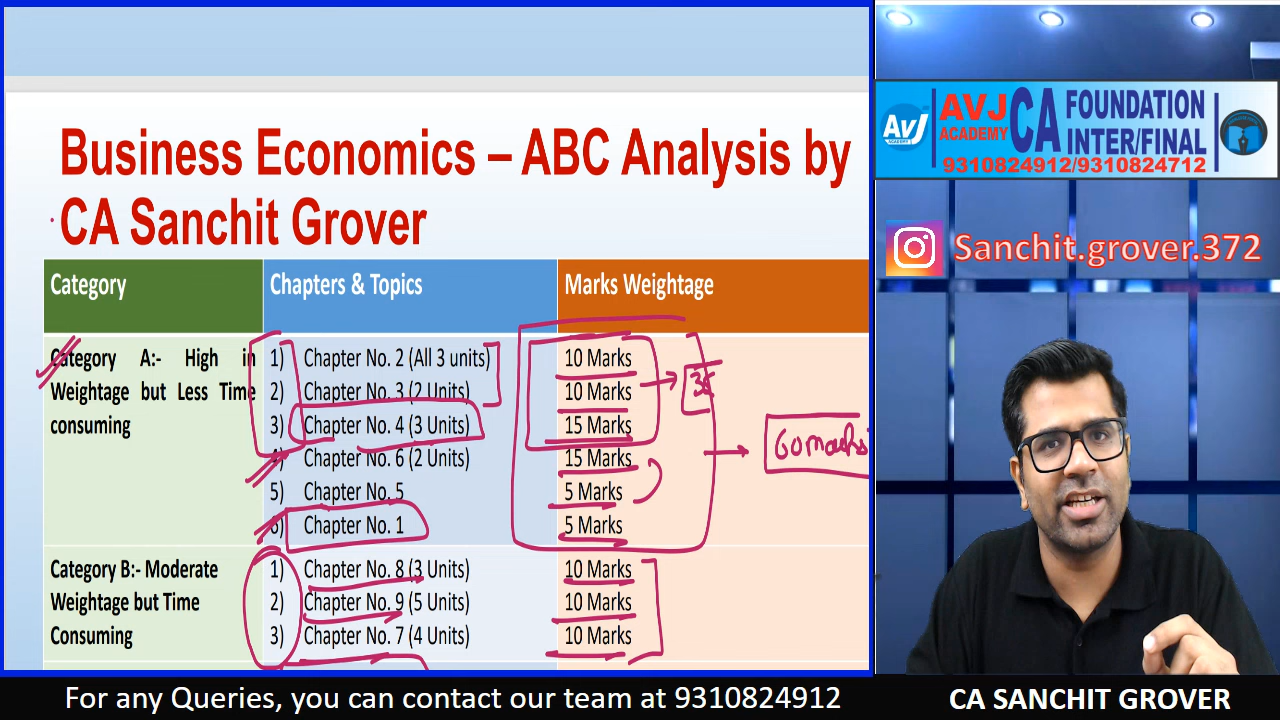 Business Economics – ABC Analysis by
CA Sanchit Grover
Category
Chapters & Topics
Marks Weightage
Category A:- High in
Weightage but Less Time
consuming
1) Chapter No. 2 (All 3 units)
2) Chapter No. 3 (2 Units)
3) Chapter No. 4 (3 Units)
4) Chapter No. 6 (2 Units)
5) Chapter No. 5
6) Chapter No. 1
10 Marks
10 Marks
15 Marks
15 Marks
5 Marks
5 Marks
35
60 marks
Category B:- Moderate
Weightage but Time
Consuming
1) Chapter No. 8 (3 Units)
2) Chapter No. 9 (5 Units)
3) Chapter No. 7 (4 Units)
10 Marks
10 Marks
10 Marks
AVJ
AVJ
ACADEMY
CA
FOUNDATION
INTER/FINAL
9310824912/9310824712
Sanchit.grover.372
For any Queries, you can contact our team at 9310824912
CA SANCHIT GROVER